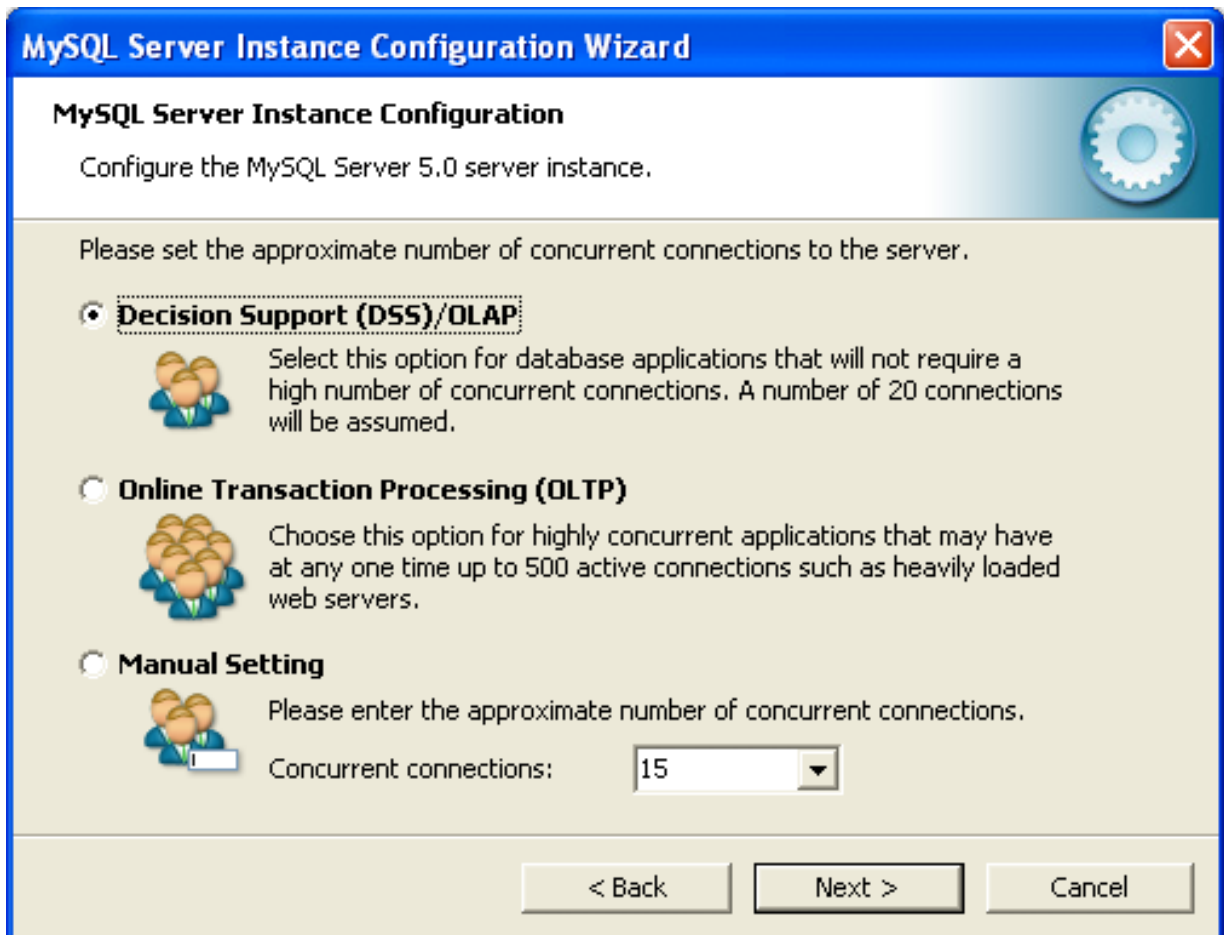 MySQL Server Instance Configuration Wizard
MySQL Server Instance Configuration
Configure the MySQL Server 5.0 server instance.
Please set the approximate number of concurrent connections to the server.
Decision Support (DSS)/OLAP
Select this option for database applications that will not require a
high number of concurrent connections. A number of 20 connections
will be assumed.
Online Transaction Processing (OLTP)
Choose this option for highly concurrent applications that may have
at any one time up to 500 active connections such as heavily loaded
web servers.
Manual Setting
Please enter the approximate number of concurrent connections.
Concurrent connections: 15
< Back Next > Cancel